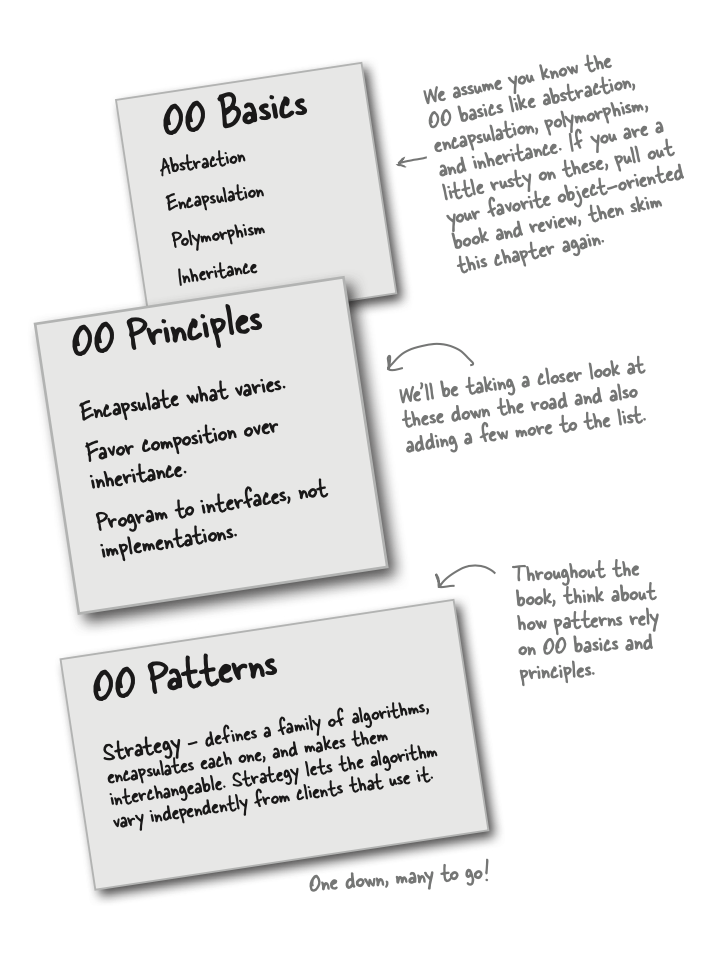 OO Basics
Abstraction
Encapsulation
Polymorphism
Inheritance
We assume you know the
OO basics like abstraction,
encapsulation, polymorphism,
and inheritance. If you are a
little rusty on these, pull out
your favorite object-oriented
book and review, then skim
this chapter again.
OO Principles
Encapsulate what varies.
Favor composition over
inheritance.
Program to interfaces, not
implementations.
We'll be taking a closer look at
these down the road and also
adding a few more to the list.
Throughout the
book, think about
how patterns rely
on OO basics and
principles.
OO Patterns
Strategy – defines a family of algorithms,
encapsulates each one, and makes them
interchangeable. Strategy lets the algorithm
vary independently from clients that use it.
One down, many to go!